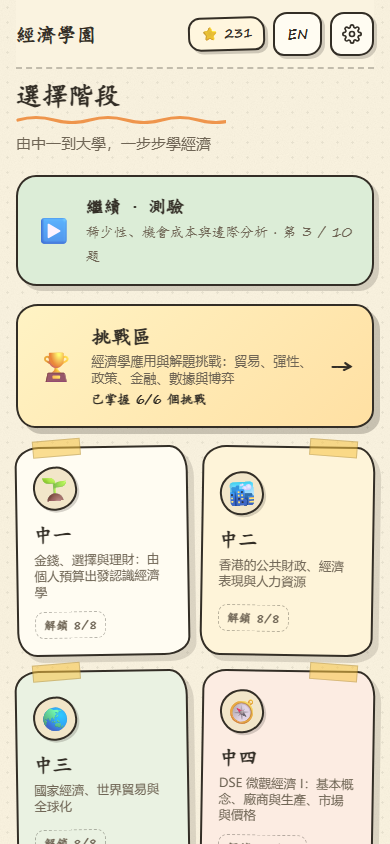 經濟學園
231
EN
選擇階段
由中一到大學，一步步學經濟
繼續 · 測驗
稀少性、機會成本與邊際分析 · 第 3 / 10
題
挑戰區
經濟學應用與解題挑戰：貿易、彈性、
政策、金融、數據與博弈
已掌握 6/6 個挑戰
→
中一
金錢、選擇與理財：由
個人預算出發認識經濟
學
解鎖 8/8
中二
香港的公共財政、經濟
表現與人力資源
解鎖 8/8
中三
國家經濟、世界貿易與
全球化
解鎖 8/8
中四
DSE 微觀經濟 I：基本概
念、廠商與生產、市場
與價格